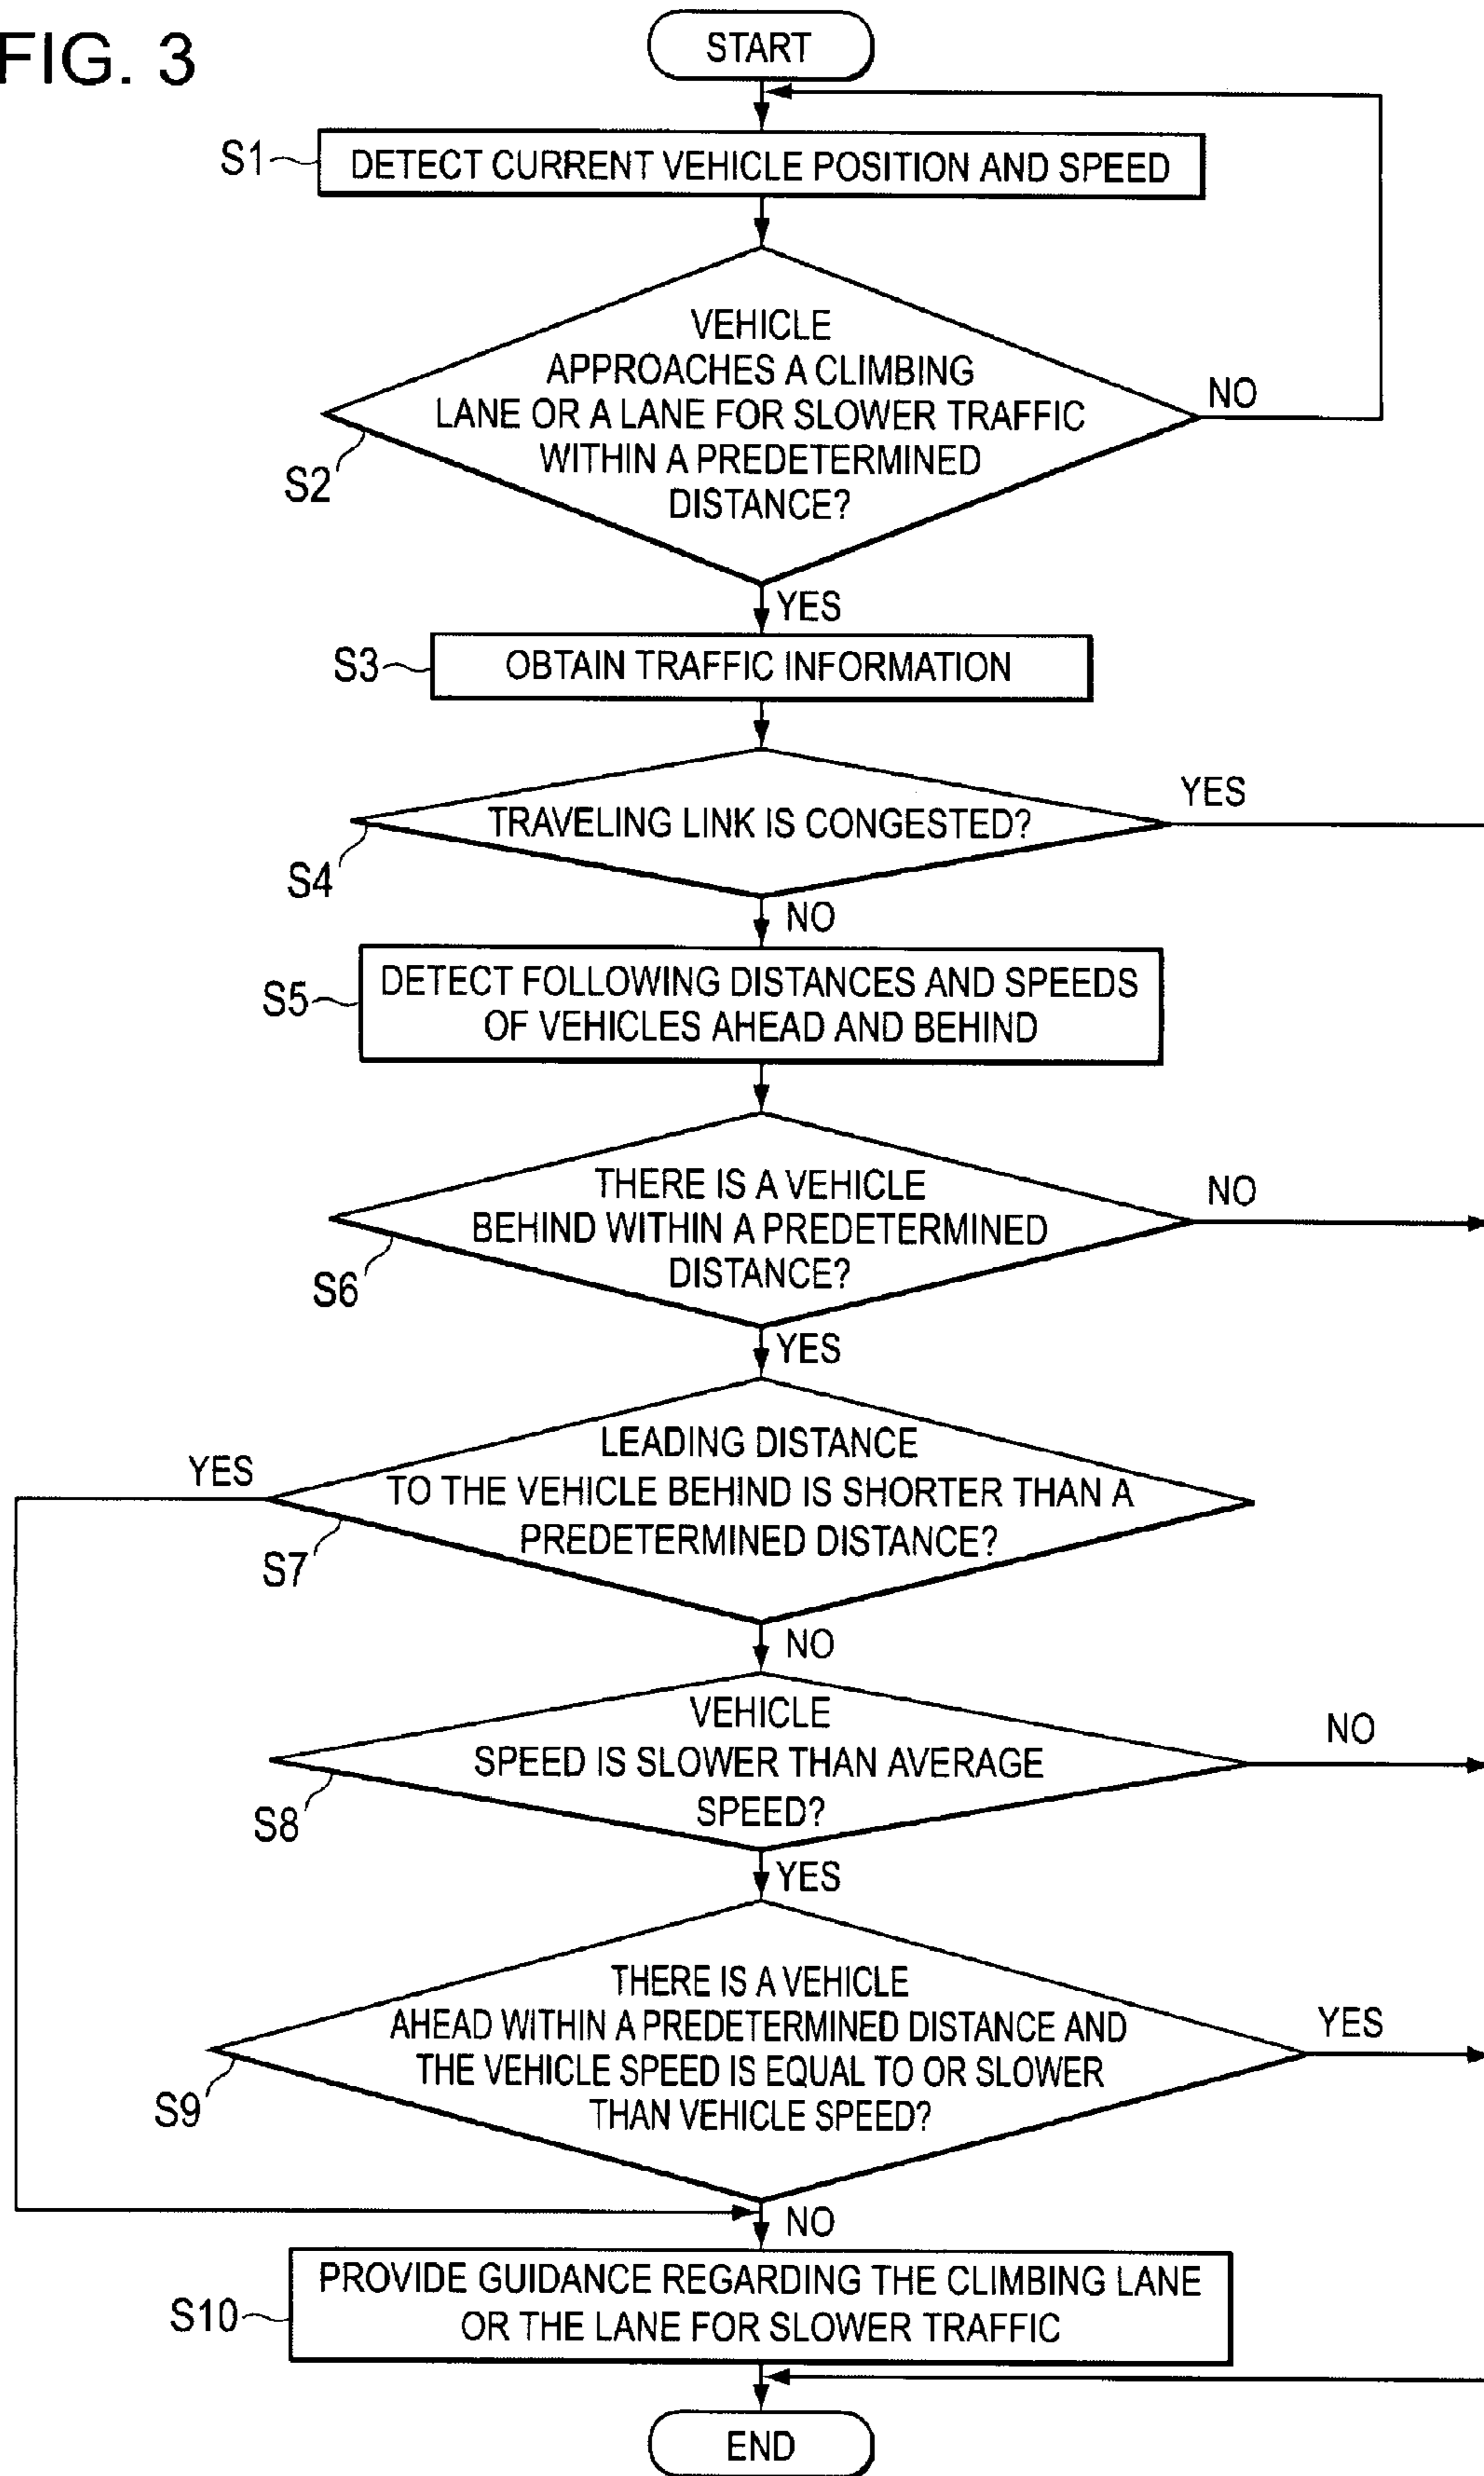 FIG. 3
START
S1
DETECT CURRENT VEHICLE POSITION AND SPEED
VEHICLE
APPROACHES A CLIMBING
LANE OR A LANE FOR SLOWER TRAFFIC
WITHIN A PREDETERMINED
DISTANCE?
NO
S2
YES
S3
OBTAIN TRAFFIC INFORMATION
YES
TRAVELING LINK IS CONGESTED?
S4
NO
S5
DETECT FOLLOWING DISTANCES AND SPEEDS
OF VEHICLES AHEAD AND BEHIND
THERE IS A VEHICLE
BEHIND WITHIN A PREDETERMINED
DISTANCE?
NO
S6
YES
YES
LEADING DISTANCE
TO THE VEHICLE BEHIND IS SHORTER THAN A
PREDETERMINED DISTANCE?
S7
NO
VEHICLE
SPEED IS SLOWER THAN AVERAGE
SPEED?
NO
S8
YES
THERE IS A VEHICLE
AHEAD WITHIN A PREDETERMINED DISTANCE AND
THE VEHICLE SPEED IS EQUAL TO OR SLOWER
THAN VEHICLE SPEED?
YES
S9
NO
S10
PROVIDE GUIDANCE REGARDING THE CLIMBING LANE
OR THE LANE FOR SLOWER TRAFFIC
END